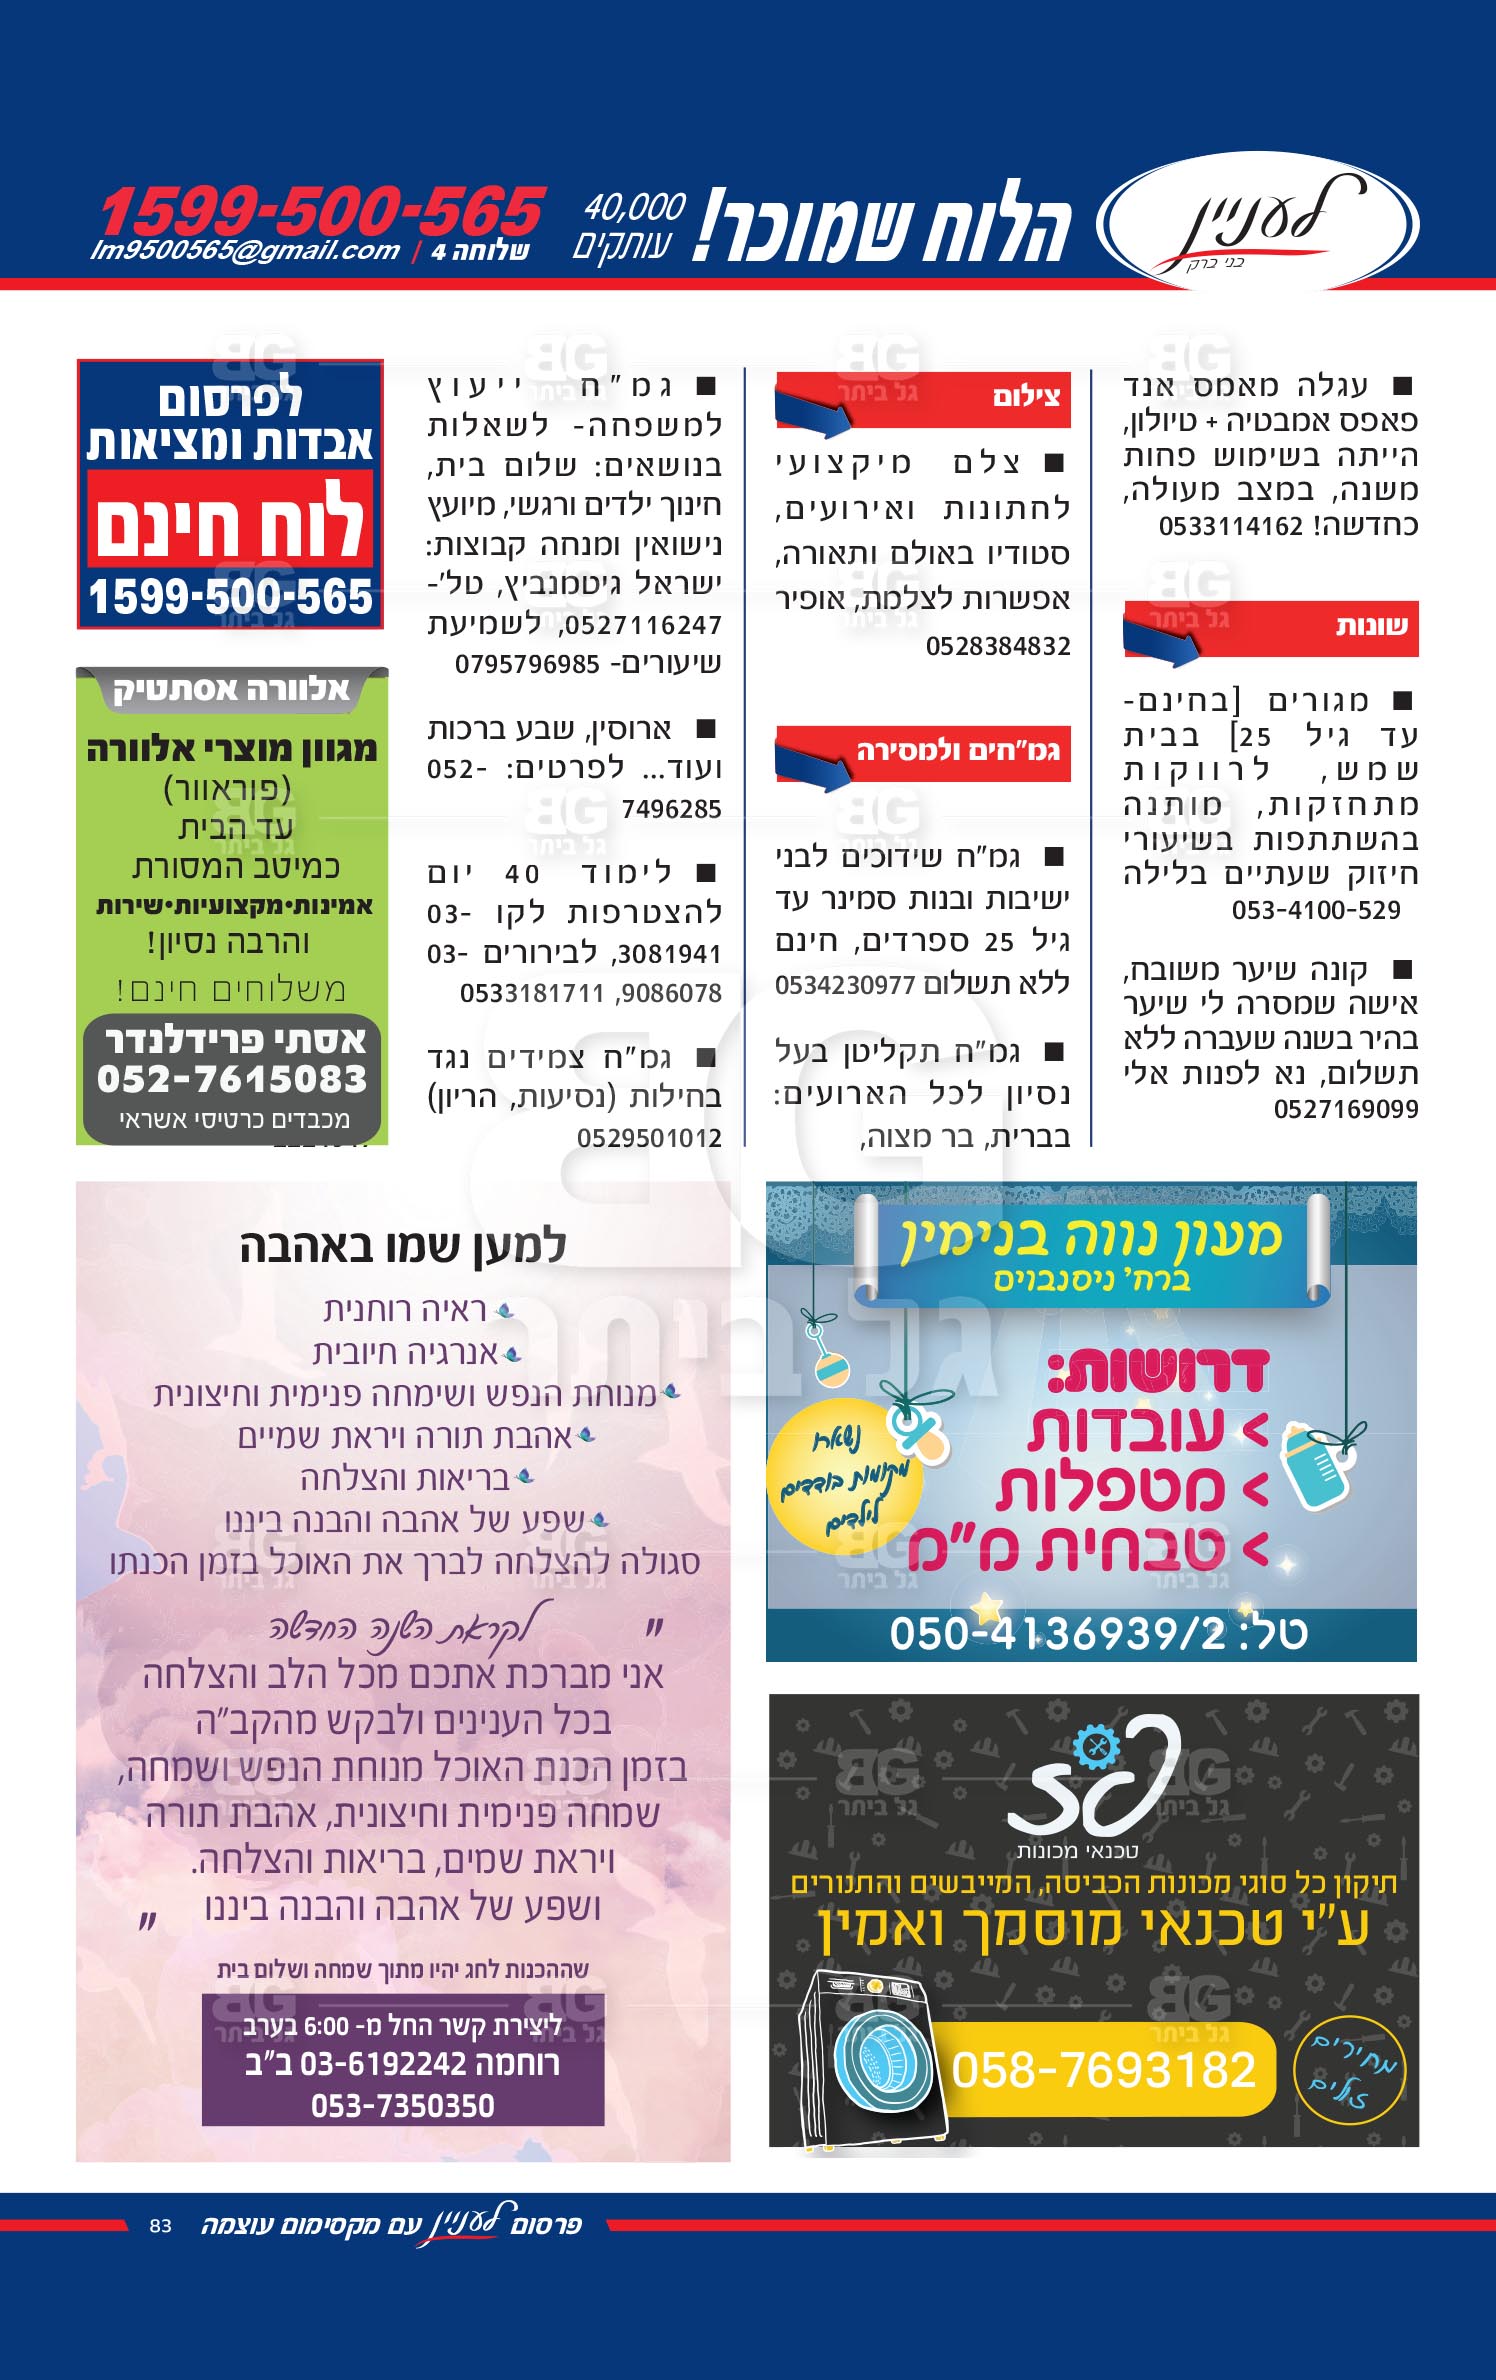 לעניין
בני ברק
הלוח שמוכר!
40,000
עותקים
1599-500-565
שלוחה 4 / lm9500565@gmail.com
■ עגלה מאמס אנד
פאפס אמבטיה + טיולון,
הייתה בשימוש פחות
משנה, במצב מעולה,
כחדשה! 0533114162
שונות
■ מגורים [בחינם-
עד גיל 25] בבית
שמש, לרווקות
מתחזקות, מותנה
בהשתתפות בשיעורי
חיזוק שעתיים בלילה
053-4100-529
■ קונה שיער משובח,
אישה שמסרה לי שיער
בהיר בשנה שעברה ללא
תשלום, נא לפנות אלי
0527169099
צילום
■ צלם מיקצועי
לחתונות ואירועים,
סטודיו באולם ותאורה,
אפשרות לצלמת, אופיר
0528384832
גמ"חים ולמסירה
■ גמ"ח שידוכים לבני
ישיבות ובנות סמינר עד
גיל 25 ספרדים, חינם
ללא תשלום 0534230977
■ גמ"ח תקליטן בעל
נסיון לכל הארועים:
בברית, בר מצוה,
■ גמ"ח ייעוץ
למשפחה- לשאלות
בנושאים: שלום בית,
חינוך ילדים ורגשי, מיועץ
נישואין ומנחה קבוצות:
ישראל גיטמנביץ, טל'-
0527116247, לשמיעת
שיעורים- 0795796985
■ ארוסין, שבע ברכות
ועוד... לפרטים: 052-
7496285
■ לימוד 40 יום
להצטרפות לקו 03-
3081941, לבירורים 03-
9086078, 0533181711
■ גמ"ח צמידים נגד
בחילות (נסיעות, הריון)
0529501012
לפרסום
אבדות ומציאות
לוח חינם
1599-500-565
אלוורה אסתטיק
מגוון מוצרי אלוורה
(פוראוור)
עד הבית
כמיטב המסורת
אמינות•מקצועיות•שירות
והרבה נסיון!
משלוחים חינם!
אסתי פרידלנדר
052-7615083
מכבדים כרטיסי אשראי
מעון נווה בנימין
ברח' ניסנבוים
דרושות:
> עובדות
> מטפלות
> טבחית מ"מ
נשארו
מקומות בודדים
לילדים
טל: 050-4136939/2
טכנאי מכונות
תיקון כל סוגי מכונות הכביסה, המייבשים והתנורים
ע"י טכנאי מוסמך ואמין
058-7693182
מחירים
זולים
למען שמו באהבה
ראיה רוחנית
אנרגיה חיובית
מנוחת הנפש ושימחה פנימית וחיצונית
אהבת תורה ויראת שמיים
בריאות והצלחה
שפע של אהבה והבנה ביננו
סגולה להצלחה לברך את האוכל בזמן הכנתו
" לקראת השנה החדשה
אני מברכת אתכם מכל הלב והצלחה
בכל הענינים ולבקש מהקב"ה
בזמן הכנת האוכל מנוחת הנפש ושמחה,
שמחה פנימית וחיצונית, אהבת תורה
ויראת שמים, בריאות והצלחה.
ושפע של אהבה והבנה ביננו "
שההכנות לחג יהיו מתוך שמחה ושלום בית
ליצירת קשר החל מ- 6:00 בערב
רוחמה 03-6192242 ב"ב
053-7350350
פרסום לעניין עם מקסימום עוצמה
83
BG
גל ביתר